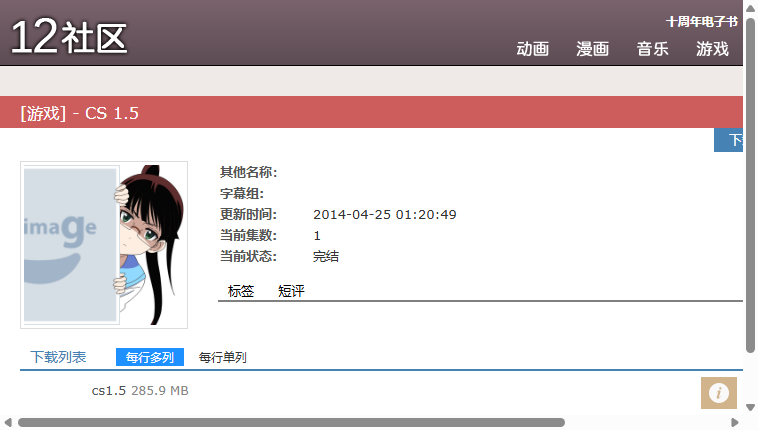 12社区
十周年电子书
动画 漫画 音乐 游戏
[游戏] - CS 1.5
下
image
其他名称:
字幕组:
更新时间: 2014-04-25 01:20:49
当前集数: 1
当前状态: 完结
标签 短评
下载列表 每行多列 每行单列
cs1.5 285.9 MB